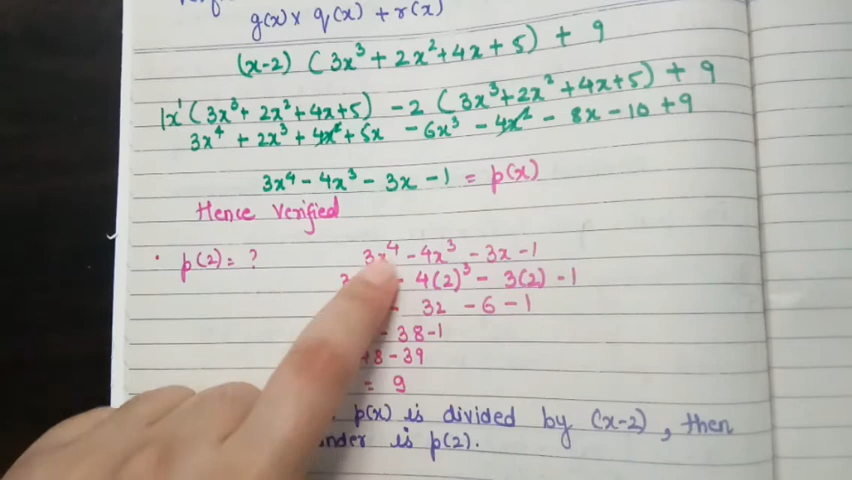 g(x) x q(x) + r(x)
(x-2) (3x³ + 2x² + 4x + 5) + 9
1x¹ (3x³ + 2x² + 4x + 5) - 2 (3x³ + 2x² + 4x + 5) + 9
3x⁴ + 2x³ + 4x² + 5x - 6x³ - 4x² - 8x - 10 + 9
3x⁴ - 4x³ - 3x - 1 = p(x)
Hence verified
• p(2) = ? 3x⁴ - 4x³ - 3x - 1
- 4(2)³ - 3(2) - 1
- 32 - 6 - 1
- 38 - 1
8 - 39
= 9
p(x) is divided by (x-2), then
is p(2).